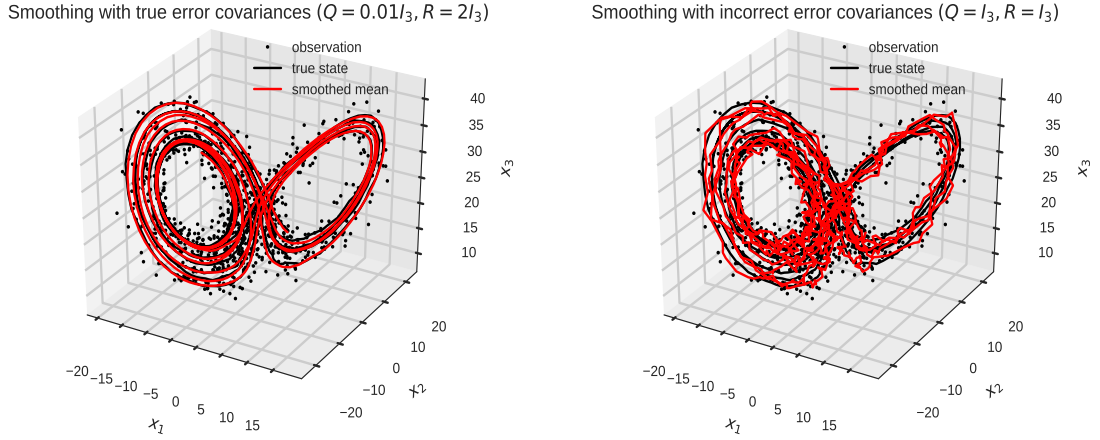 Smoothing with true error covariances (Q = 0.01I₃, R = 2I₃)
observation
true state
smoothed mean
40
35
30
25
20
15
10
x₃
20
10
0
−10
−20
x₂
−20
−15
−10
−5
0
5
10
15
x₁
Smoothing with incorrect error covariances (Q = I₃, R = I₃)
observation
true state
smoothed mean
40
35
30
25
20
15
10
x₃
20
10
0
−10
−20
x₂
−20
−15
−10
−5
0
5
10
15
x₁